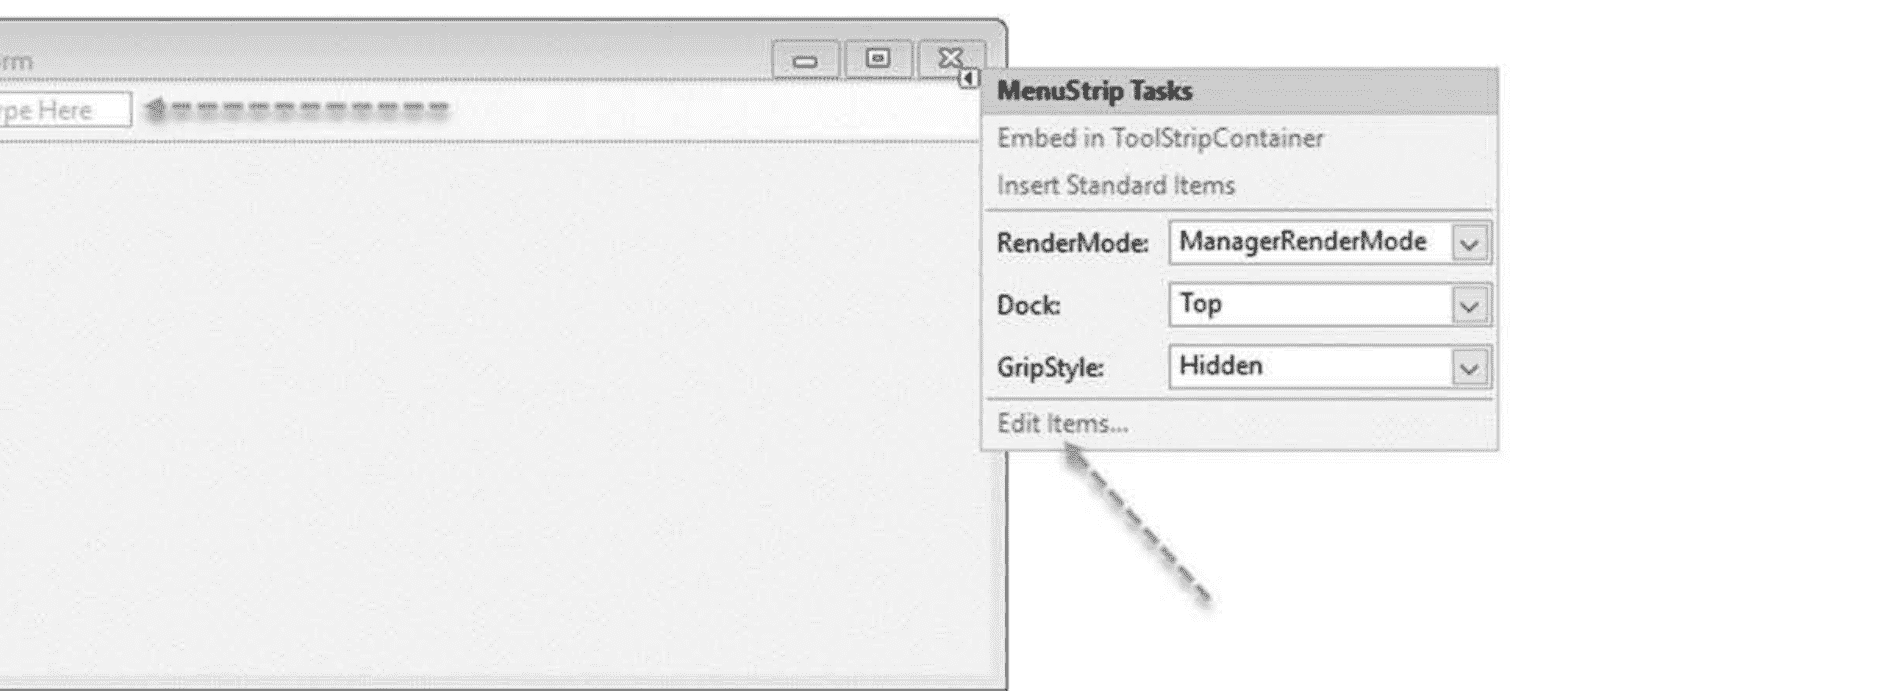 rm
MenuStrip Tasks
pe Here
Embed in ToolStripContainer
Insert Standard Items
RenderMode: ManagerRenderMode
Dock: Top
GripStyle: Hidden
Edit Items...